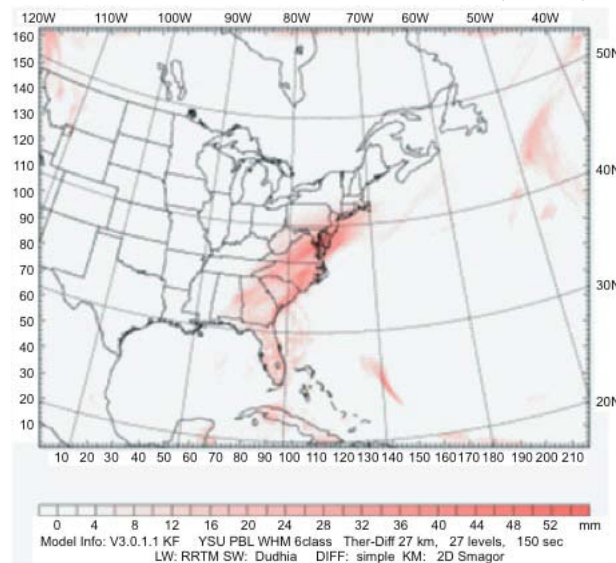 120W 110W 100W 90W 80W 70W 60W 50W 40W
160
150
140
130
120
110
100
90
80
70
60
50
40
30
20
10
50N
40N
30N
20N
10 20 30 40 50 60 70 80 90 100 110 120 130 140 150 160 170 180 190 200 210
0 4 8 12 16 20 24 28 32 36 40 44 48 52 mm
Model Info: V3.0.1.1 KF YSU PBL WHM 6class Ther-Diff 27 km, 27 levels, 150 sec
LW: RRTM SW: Dudhia DIFF: simple KM: 2D Smagor